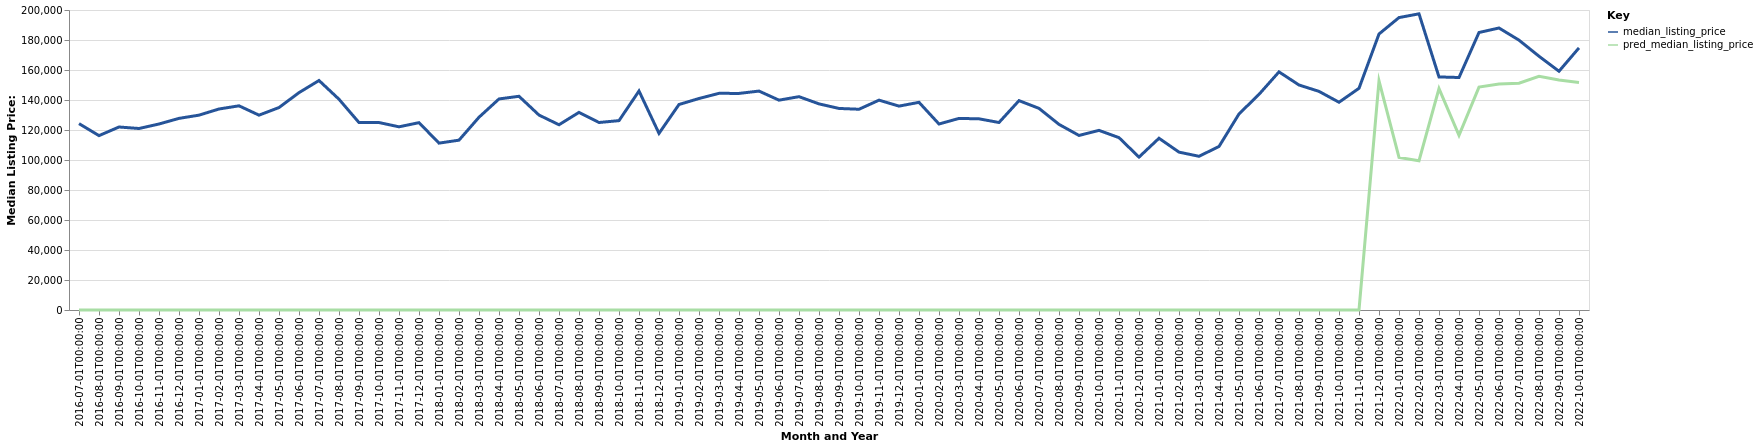 200,000
180,000
160,000
140,000
120,000
100,000
80,000
60,000
40,000
20,000
0
Median Listing Price:
2016-07-01T00:00:00
2016-08-01T00:00:00
2016-09-01T00:00:00
2016-10-01T00:00:00
2016-11-01T00:00:00
2016-12-01T00:00:00
2017-01-01T00:00:00
2017-02-01T00:00:00
2017-03-01T00:00:00
2017-04-01T00:00:00
2017-05-01T00:00:00
2017-06-01T00:00:00
2017-07-01T00:00:00
2017-08-01T00:00:00
2017-09-01T00:00:00
2017-10-01T00:00:00
2017-11-01T00:00:00
2017-12-01T00:00:00
2018-01-01T00:00:00
2018-02-01T00:00:00
2018-03-01T00:00:00
2018-04-01T00:00:00
2018-05-01T00:00:00
2018-06-01T00:00:00
2018-07-01T00:00:00
2018-08-01T00:00:00
2018-09-01T00:00:00
2018-10-01T00:00:00
2018-11-01T00:00:00
2018-12-01T00:00:00
2019-01-01T00:00:00
2019-02-01T00:00:00
2019-03-01T00:00:00
2019-04-01T00:00:00
2019-05-01T00:00:00
2019-06-01T00:00:00
2019-07-01T00:00:00
2019-08-01T00:00:00
2019-09-01T00:00:00
2019-10-01T00:00:00
2019-11-01T00:00:00
2019-12-01T00:00:00
2020-01-01T00:00:00
2020-02-01T00:00:00
2020-03-01T00:00:00
2020-04-01T00:00:00
2020-05-01T00:00:00
2020-06-01T00:00:00
2020-07-01T00:00:00
2020-08-01T00:00:00
2020-09-01T00:00:00
2020-10-01T00:00:00
2020-11-01T00:00:00
2020-12-01T00:00:00
2021-01-01T00:00:00
2021-02-01T00:00:00
2021-03-01T00:00:00
2021-04-01T00:00:00
2021-05-01T00:00:00
2021-06-01T00:00:00
2021-07-01T00:00:00
2021-08-01T00:00:00
2021-09-01T00:00:00
2021-10-01T00:00:00
2021-11-01T00:00:00
2021-12-01T00:00:00
2022-01-01T00:00:00
2022-02-01T00:00:00
2022-03-01T00:00:00
2022-04-01T00:00:00
2022-05-01T00:00:00
2022-06-01T00:00:00
2022-07-01T00:00:00
2022-08-01T00:00:00
2022-09-01T00:00:00
2022-10-01T00:00:00
Month and Year
Key
median_listing_price
pred_median_listing_price